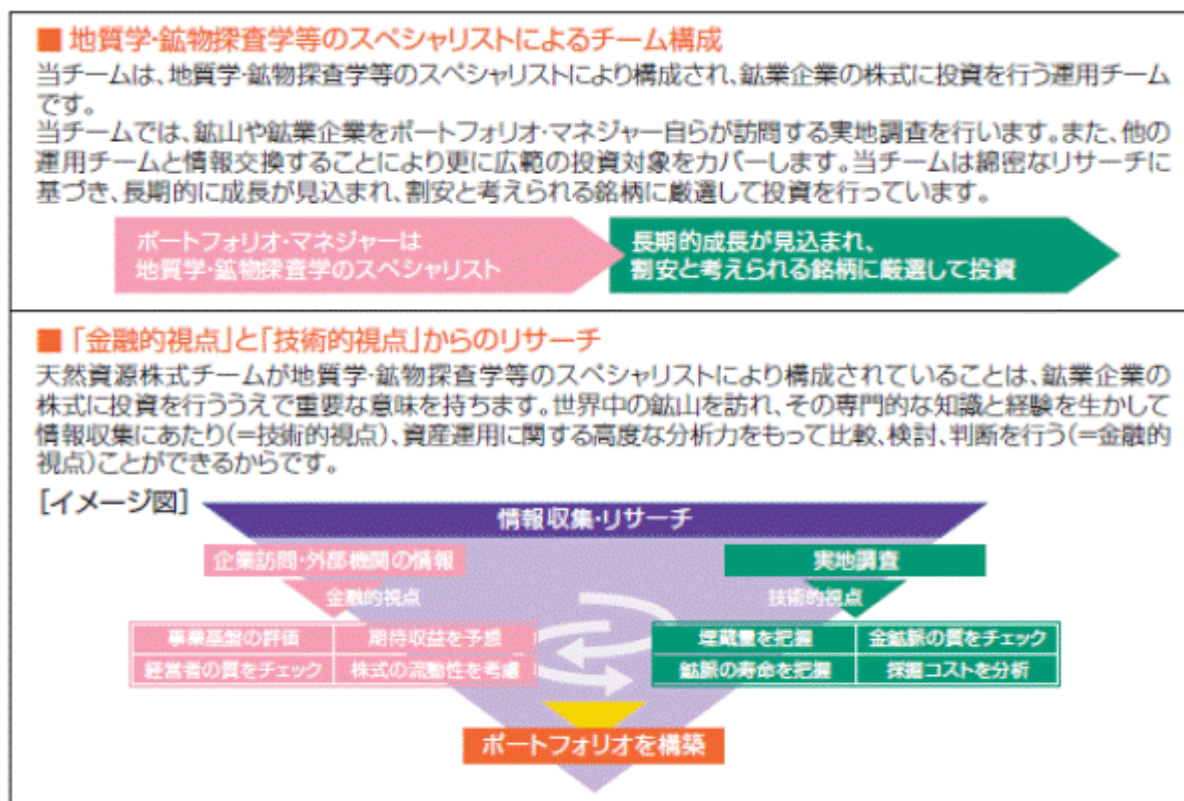 ■ 地質学・鉱物探査学等のスペシャリストによるチーム構成
当チームは、地質学・鉱物探査学等のスペシャリストにより構成され、鉱業企業の株式に投資を行う運用チーム
です。
当チームでは、鉱山や鉱業企業をポートフォリオ・マネジャー自らが訪問する実地調査を行います。また、他の
運用チームと情報交換することにより更に広範の投資対象をカバーします。当チームは綿密なリサーチに
基づき、長期的に成長が見込まれ、割安と考えられる銘柄に厳選して投資を行っています。
ポートフォリオ・マネジャーは
地質学・鉱物探査学のスペシャリスト
長期的成長が見込まれ、
割安と考えられる銘柄に厳選して投資
■ 「金融的視点」と「技術的視点」からのリサーチ
天然資源株式チームが地質学・鉱物探査学等のスペシャリストにより構成されていることは、鉱業企業の
株式に投資を行ううえで重要な意味を持ちます。世界中の鉱山を訪れ、その専門的な知識と経験を生かして
情報収集にあたり(=技術的視点)、資産運用に関する高度な分析力をもって比較、検討、判断を行う(=金融的
視点)ことができるからです。
[イメージ図]
情報収集・リサーチ
企業訪問・外部機関の情報
金融的視点
事業基盤の評価
期待収益を予想
経営者の質をチェック
株式の流動性を考慮
実地調査
技術的視点
埋蔵量を把握
金鉱脈の質をチェック
鉱脈の寿命を把握
採掘コストを分析
ポートフォリオを構築